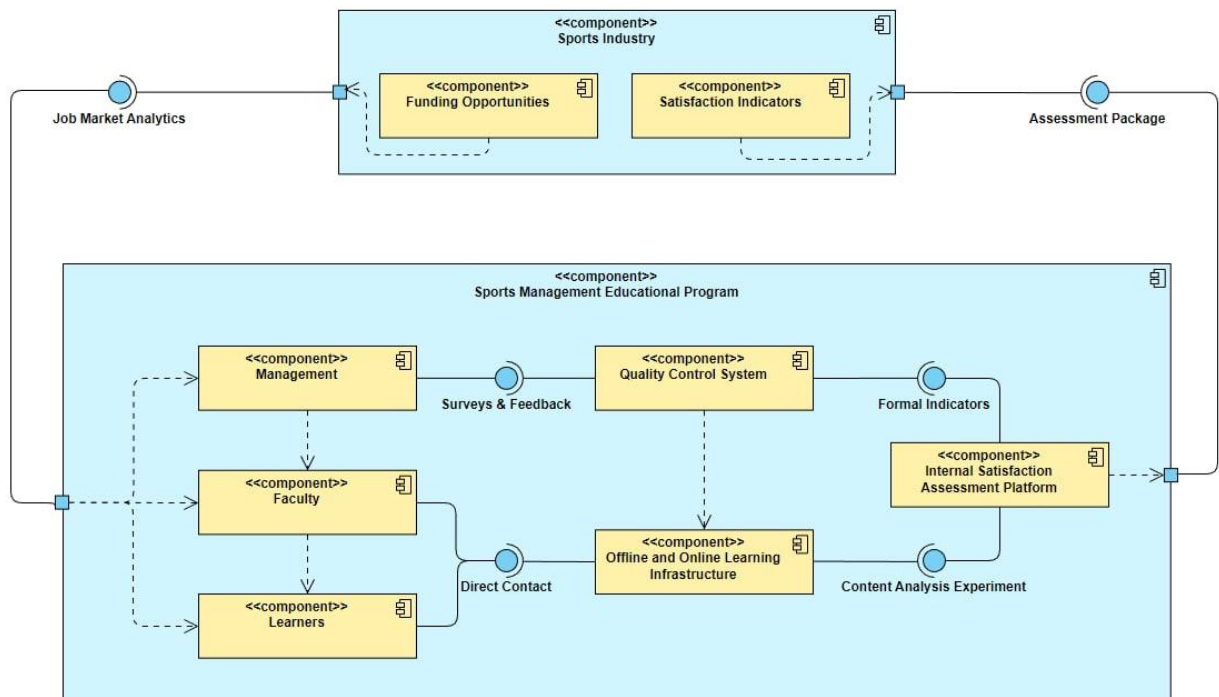 <<component>>
Sports Industry
<<component>>
Funding Opportunities
<<component>>
Satisfaction Indicators
Job Market Analytics
Assessment Package
<<component>>
Sports Management Educational Program
<<component>>
Management
<<component>>
Quality Control System
Surveys & Feedback
Formal Indicators
<<component>>
Internal Satisfaction
Assessment Platform
<<component>>
Faculty
<<component>>
Offline and Online Learning
Infrastructure
Direct Contact
Content Analysis Experiment
<<component>>
Learners